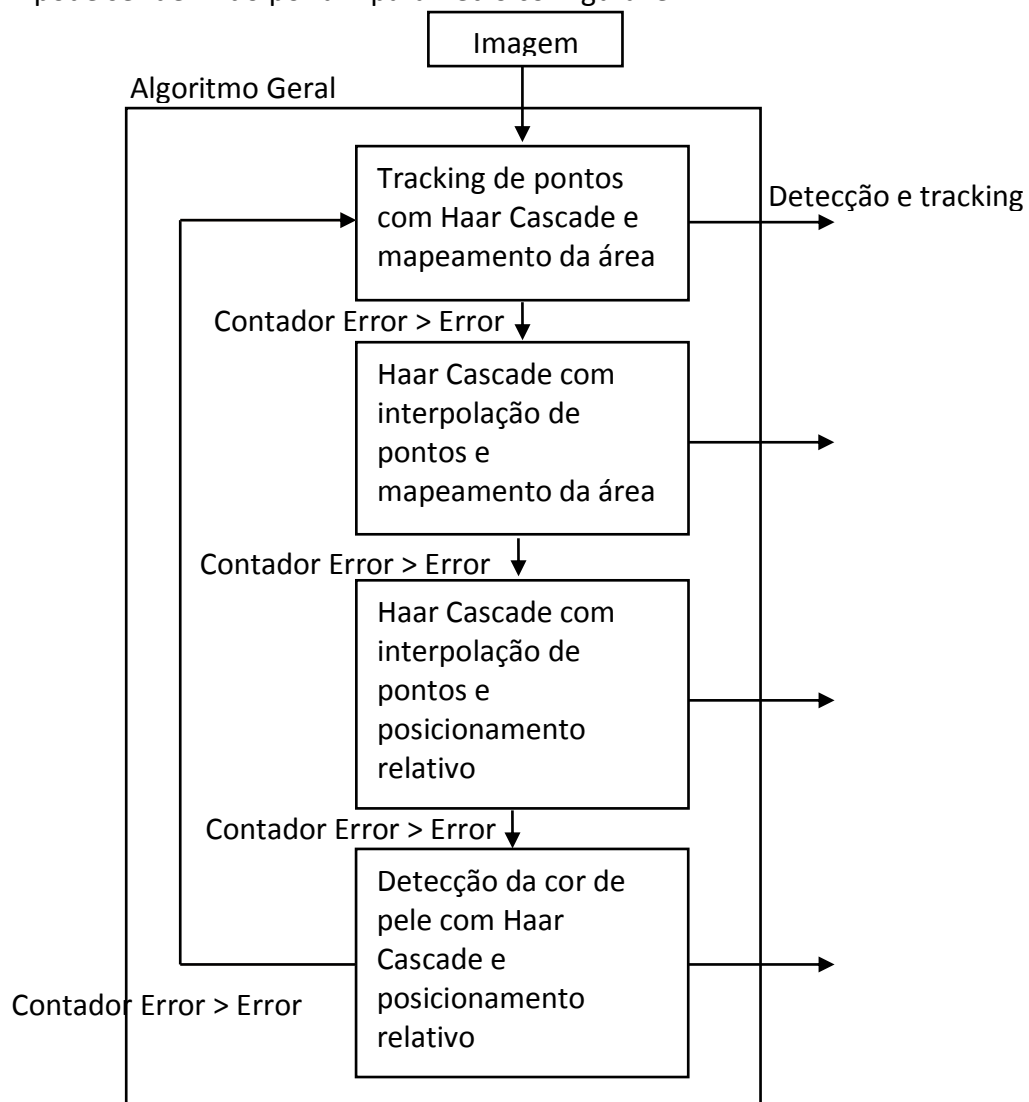 Imagem
Algoritmo Geral
Tracking de pontos
com Haar Cascade e
mapeamento da área
Detecção e tracking
Contador Error > Error
Haar Cascade com
interpolação de
pontos e
mapeamento da área
Contador Error > Error
Haar Cascade com
interpolação de
pontos e
posicionamento
relativo
Contador Error > Error
Detecção da cor de
pele com Haar
Cascade e
posicionamento
relativo
Contador Error > Error